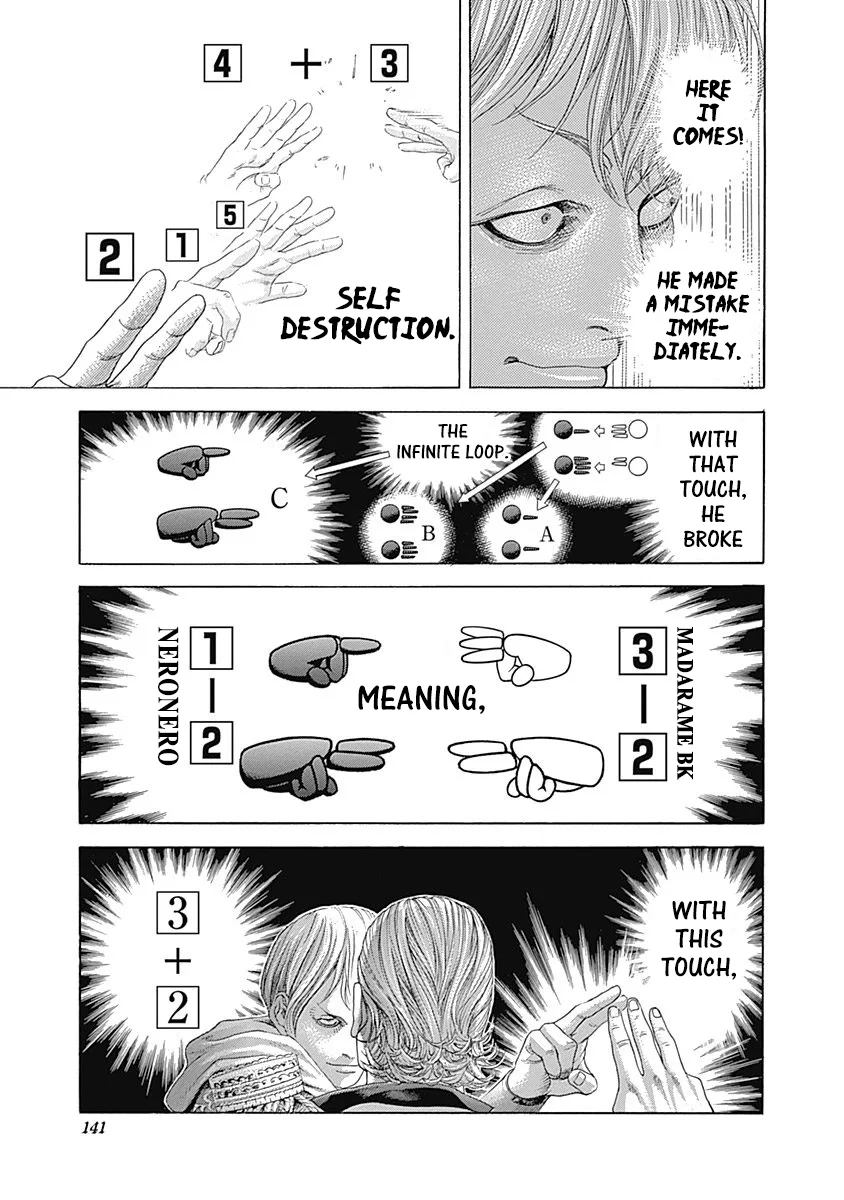 HERE
IT
COMES!
HE MADE
A MISTAKE
IMME-
DIATELY.
4 + 3
5
1
2
SELF
DESTRUCTION.
WITH
THAT
TOUCH,
HE
BROKE
THE
INFINITE LOOP.
A
B
C
MADARAME BK
3
–
2
MEANING,
1
–
2
NERONERO
WITH
THIS
TOUCH,
3
+
2
141